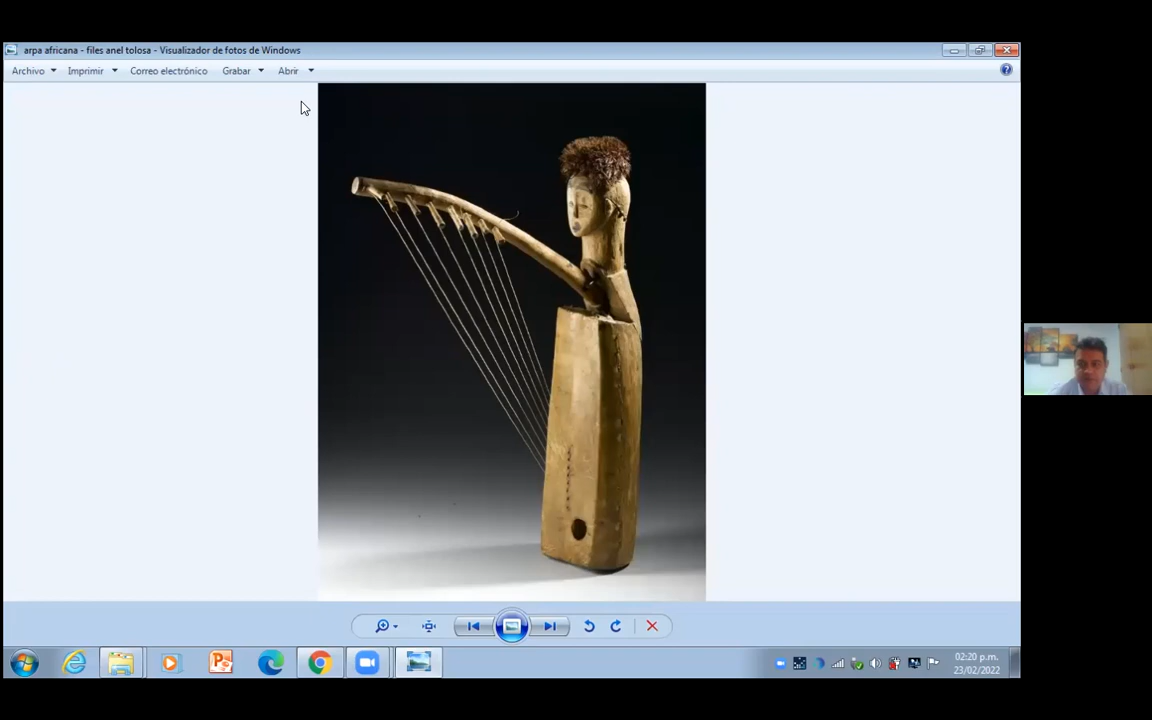 arpa africana - files anel tolosa - Visualizador de fotos de Windows
Archivo Imprimir Correo electrónico Grabar Abrir
02:20 p.m.
23/02/2022